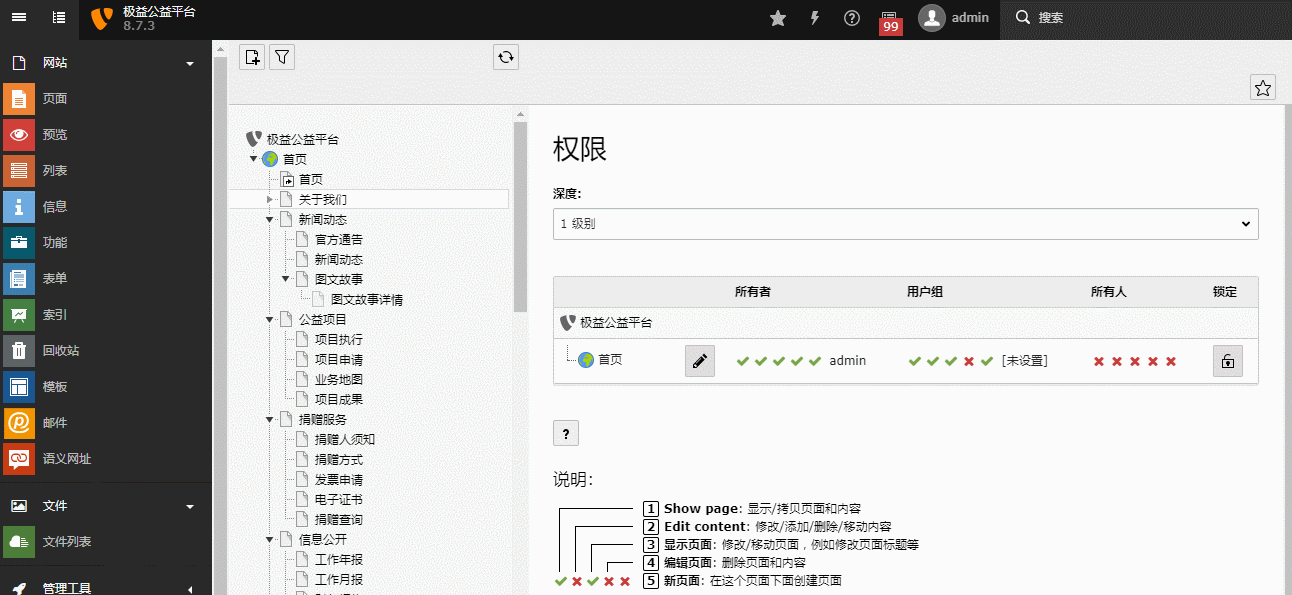 极益公益平台
8.7.3
99
admin
搜索
网站
页面
预览
列表
信息
功能
表单
索引
回收站
模板
邮件
语义网址
文件
文件列表
管理工具
极益公益平台
首页
首页
关于我们
新闻动态
官方通告
新闻动态
图文故事
图文故事详情
公益项目
项目执行
项目申请
业务地图
项目成果
捐赠服务
捐赠人须知
捐赠方式
发票申请
电子证书
捐赠查询
信息公开
工作年报
工作月报
权限
深度:
1 级别
所有者 用户组 所有人 锁定
极益公益平台
首页 admin [未设置]
?
说明:
1 Show page: 显示/拷贝页面和内容
2 Edit content: 修改/添加/删除/移动内容
3 显示页面: 修改/移动页面，例如修改页面标题等
4 编辑页面: 删除页面和内容
5 新页面: 在这个页面下面创建页面